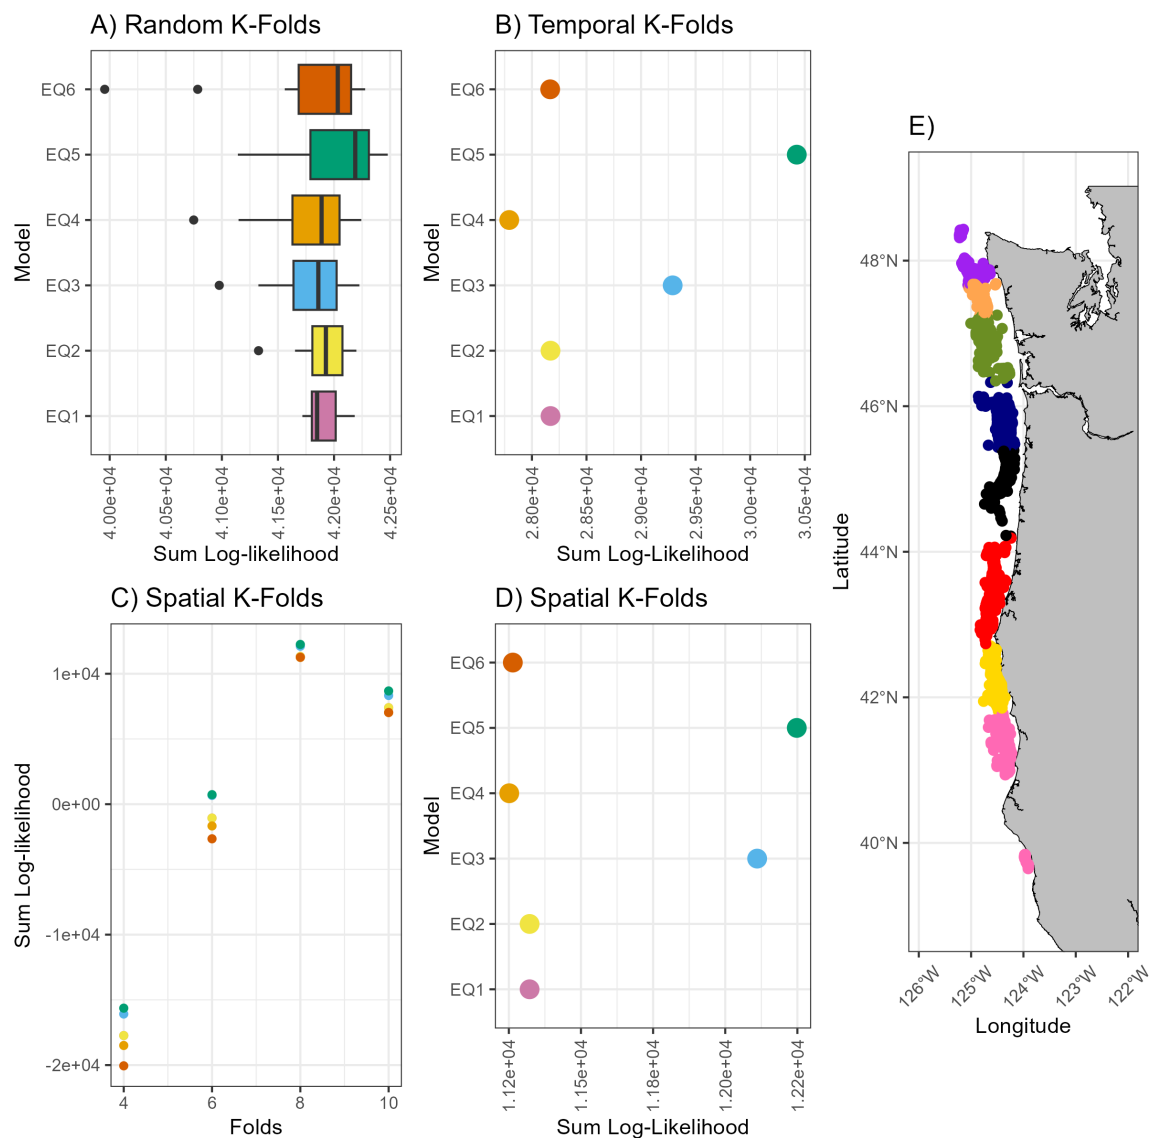 A) Random K-Folds
EQ6
EQ5
EQ4
EQ3
EQ2
EQ1
Model
4.00e+04
4.05e+04
4.10e+04
4.15e+04
4.20e+04
4.25e+04
Sum Log-likelihood
B) Temporal K-Folds
EQ6
EQ5
EQ4
EQ3
EQ2
EQ1
Model
2.80e+04
2.85e+04
2.90e+04
2.95e+04
3.00e+04
3.05e+04
Sum Log-Likelihood
C) Spatial K-Folds
1e+04
0e+00
-1e+04
-2e+04
Sum Log-likelihood
4
6
8
10
Folds
D) Spatial K-Folds
EQ6
EQ5
EQ4
EQ3
EQ2
EQ1
Model
1.12e+04
1.15e+04
1.18e+04
1.20e+04
1.22e+04
Sum Log-Likelihood
E)
48°N
46°N
44°N
42°N
40°N
Latitude
126°W
125°W
124°W
123°W
122°W
Longitude